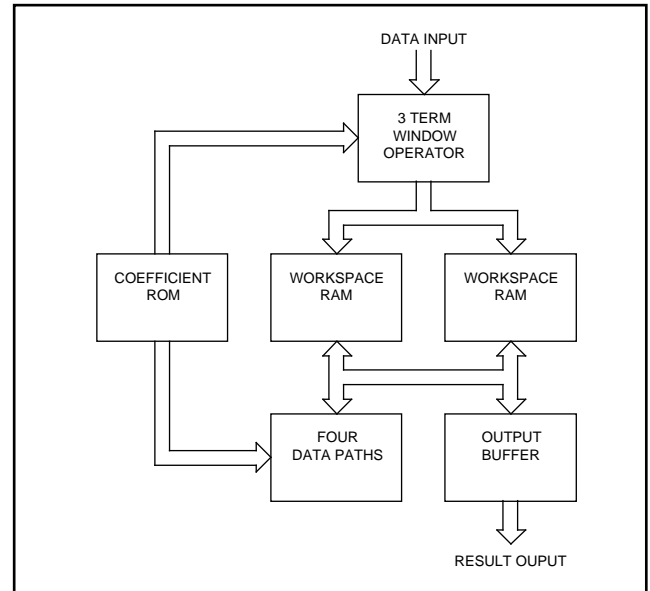 DATA INPUT
3 TERM
WINDOW
OPERATOR
COEFFICIENT
ROM
WORKSPACE
RAM
WORKSPACE
RAM
FOUR
DATA PATHS
OUTPUT
BUFFER
RESULT OUPUT